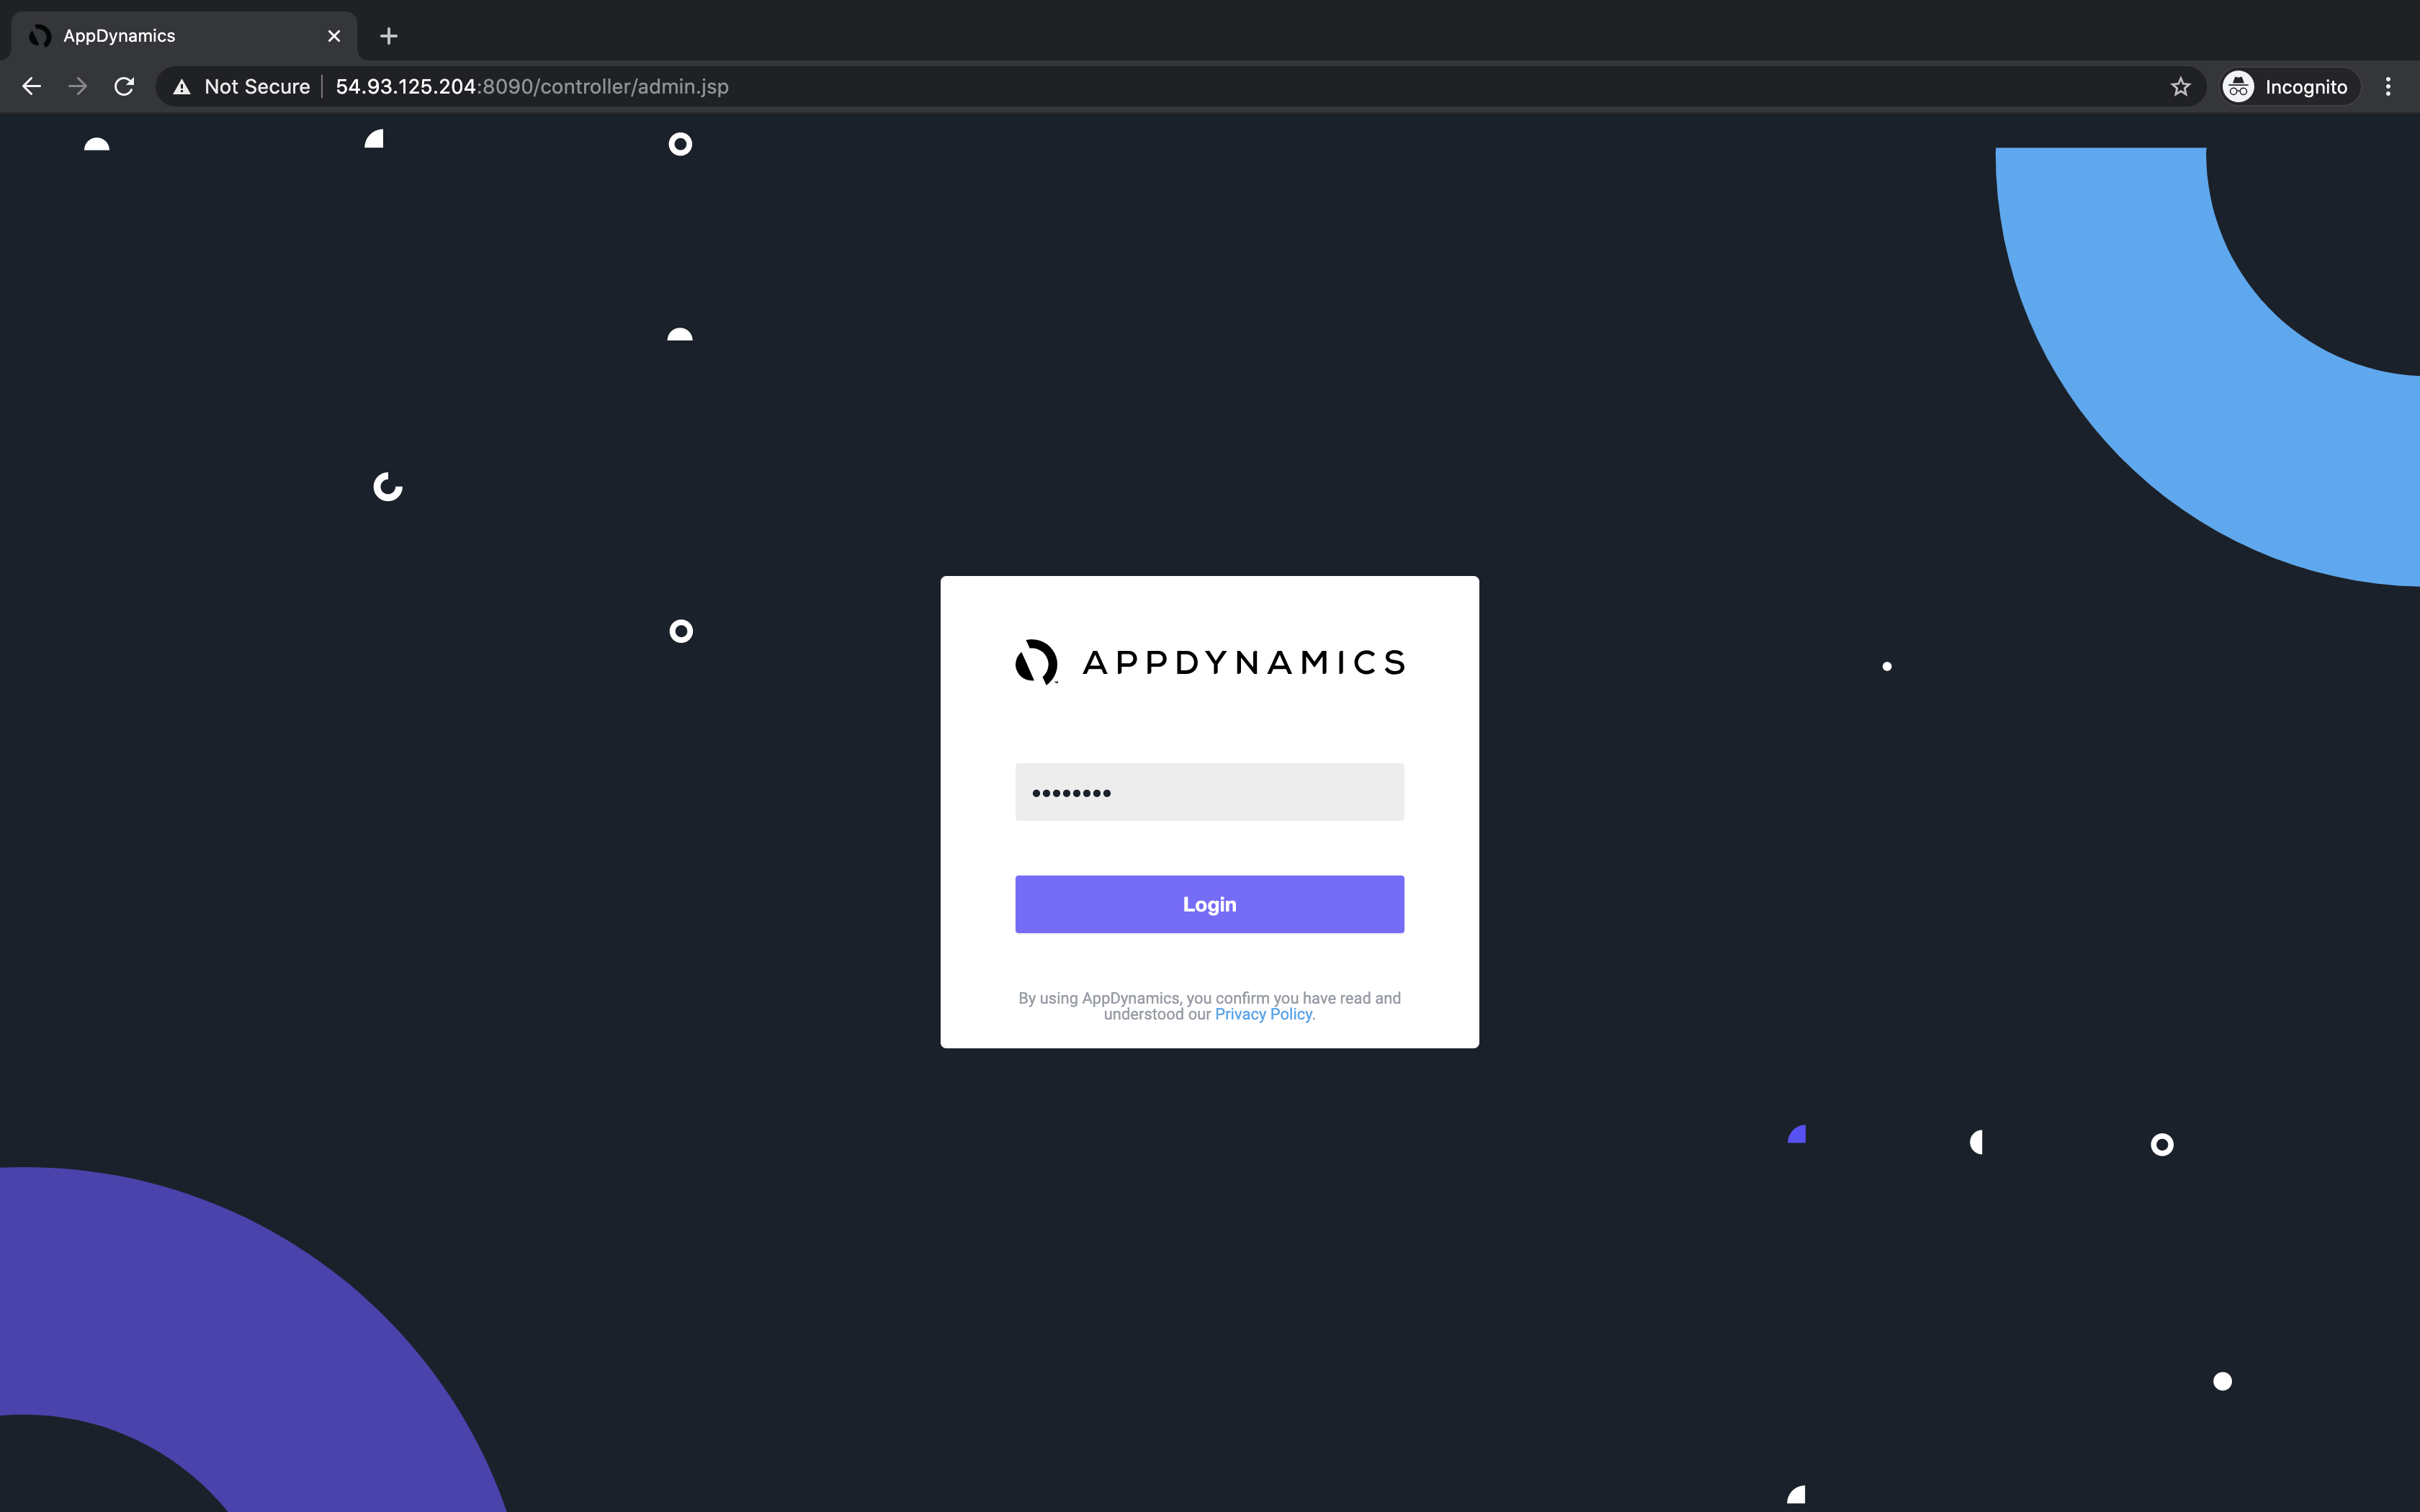 AppDynamics
Not Secure
54.93.125.204:8090/controller/admin.jsp
Incognito
APPDYNAMICS
••••••••
Login
By using AppDynamics, you confirm you have read and
understood our Privacy Policy.